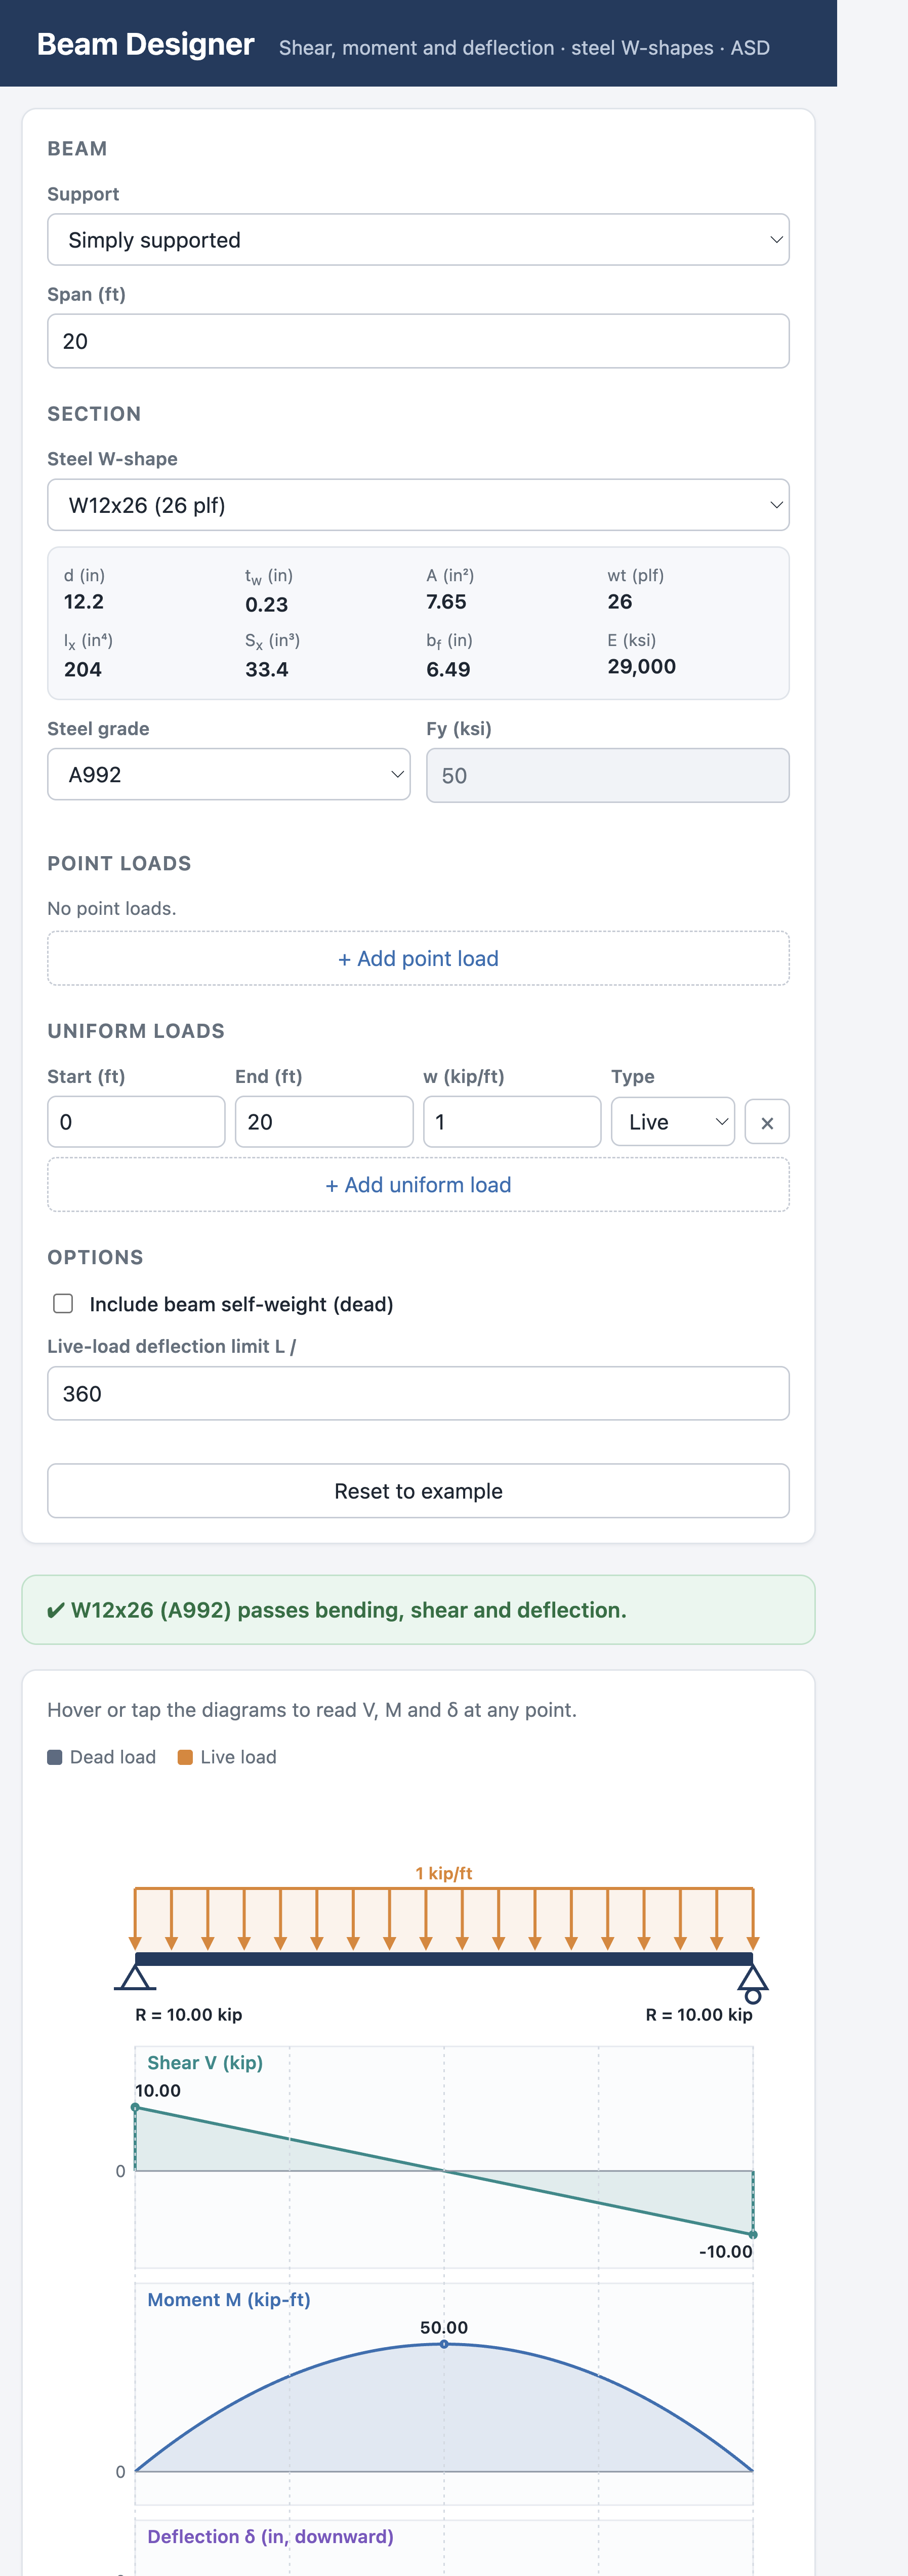 Beam Designer Shear, moment and deflection · steel W-shapes · ASD
BEAM
Support
Simply supported
Span (ft)
20
SECTION
Steel W-shape
W12x26 (26 plf)
d (in) t_w (in) A (in²) wt (plf)
12.2 0.23 7.65 26
I_x (in⁴) S_x (in³) b_f (in) E (ksi)
204 33.4 6.49 29,000
Steel grade Fy (ksi)
A992 50
POINT LOADS
No point loads.
+ Add point load
UNIFORM LOADS
Start (ft) End (ft) w (kip/ft) Type
0 20 1 Live ×
+ Add uniform load
OPTIONS
Include beam self-weight (dead)
Live-load deflection limit L /
360
Reset to example
✔ W12x26 (A992) passes bending, shear and deflection.
Hover or tap the diagrams to read V, M and δ at any point.
Dead load Live load
1 kip/ft
R = 10.00 kip R = 10.00 kip
Shear V (kip)
10.00
0
-10.00
Moment M (kip-ft)
50.00
0
Deflection δ (in, downward)